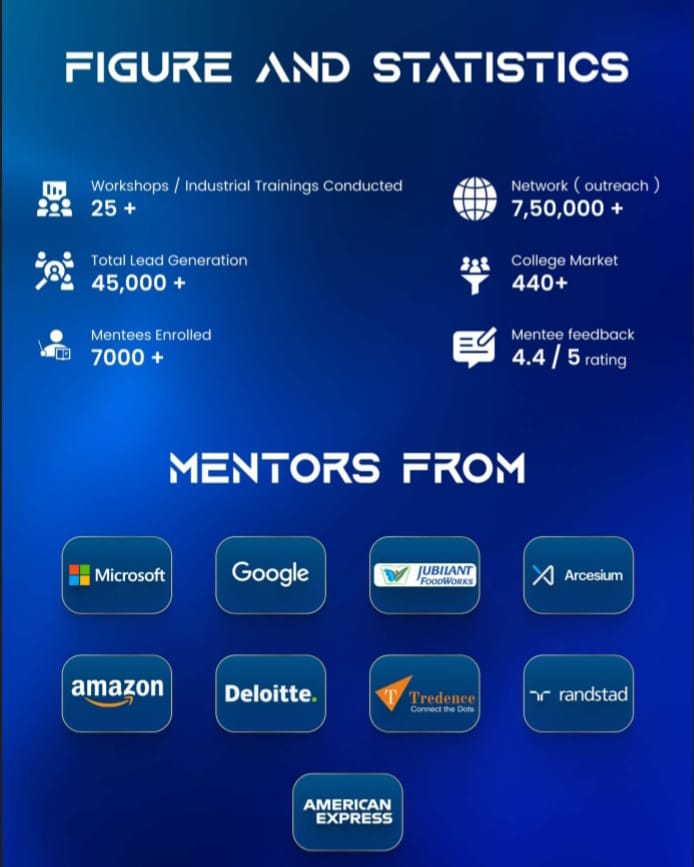 FIGURE AND STATISTICS
Workshops / Industrial Trainings Conducted
25 +
Network ( outreach )
7,50,000 +
Total Lead Generation
45,000 +
College Market
440+
Mentees Enrolled
7000 +
Mentee feedback
4.4 / 5 rating
MENTORS FROM
Microsoft
Google
JUBILANT
FOODWORKS
Arcesium
amazon
Deloitte.
T
Tredence
Connect the Dots
randstad
AMERICAN
EXPRESS